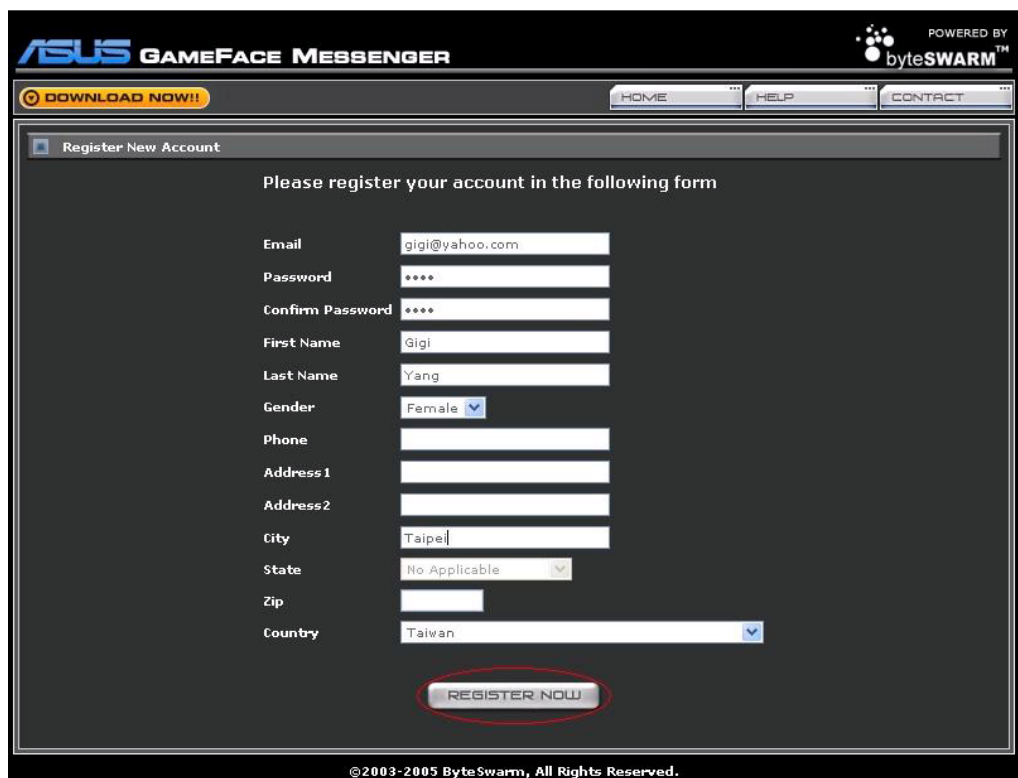 POWERED BY
ASUS GAMEFACE MESSENGER
byteSWARM™
DOWNLOAD NOW!!
HOME
HELP
CONTACT
Register New Account
Please register your account in the following form
Email gigi@yahoo.com
Password ••••
Confirm Password ••••
First Name Gigi
Last Name Yang
Gender Female
Phone
Address1
Address2
City Taipei
State No Applicable
Zip
Country Taiwan
REGISTER NOW
©2003-2005 ByteSwarm, All Rights Reserved.